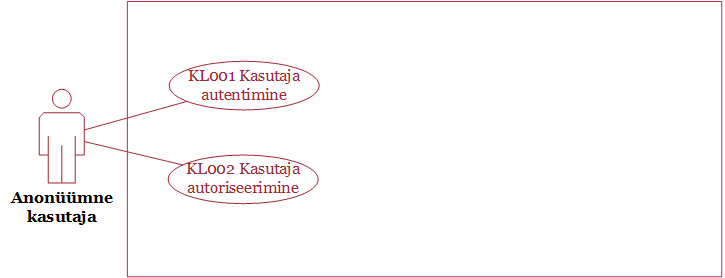 KL001 Kasutaja
autentimine
KL002 Kasutaja
autoriseerimine
Anonüümne
kasutaja